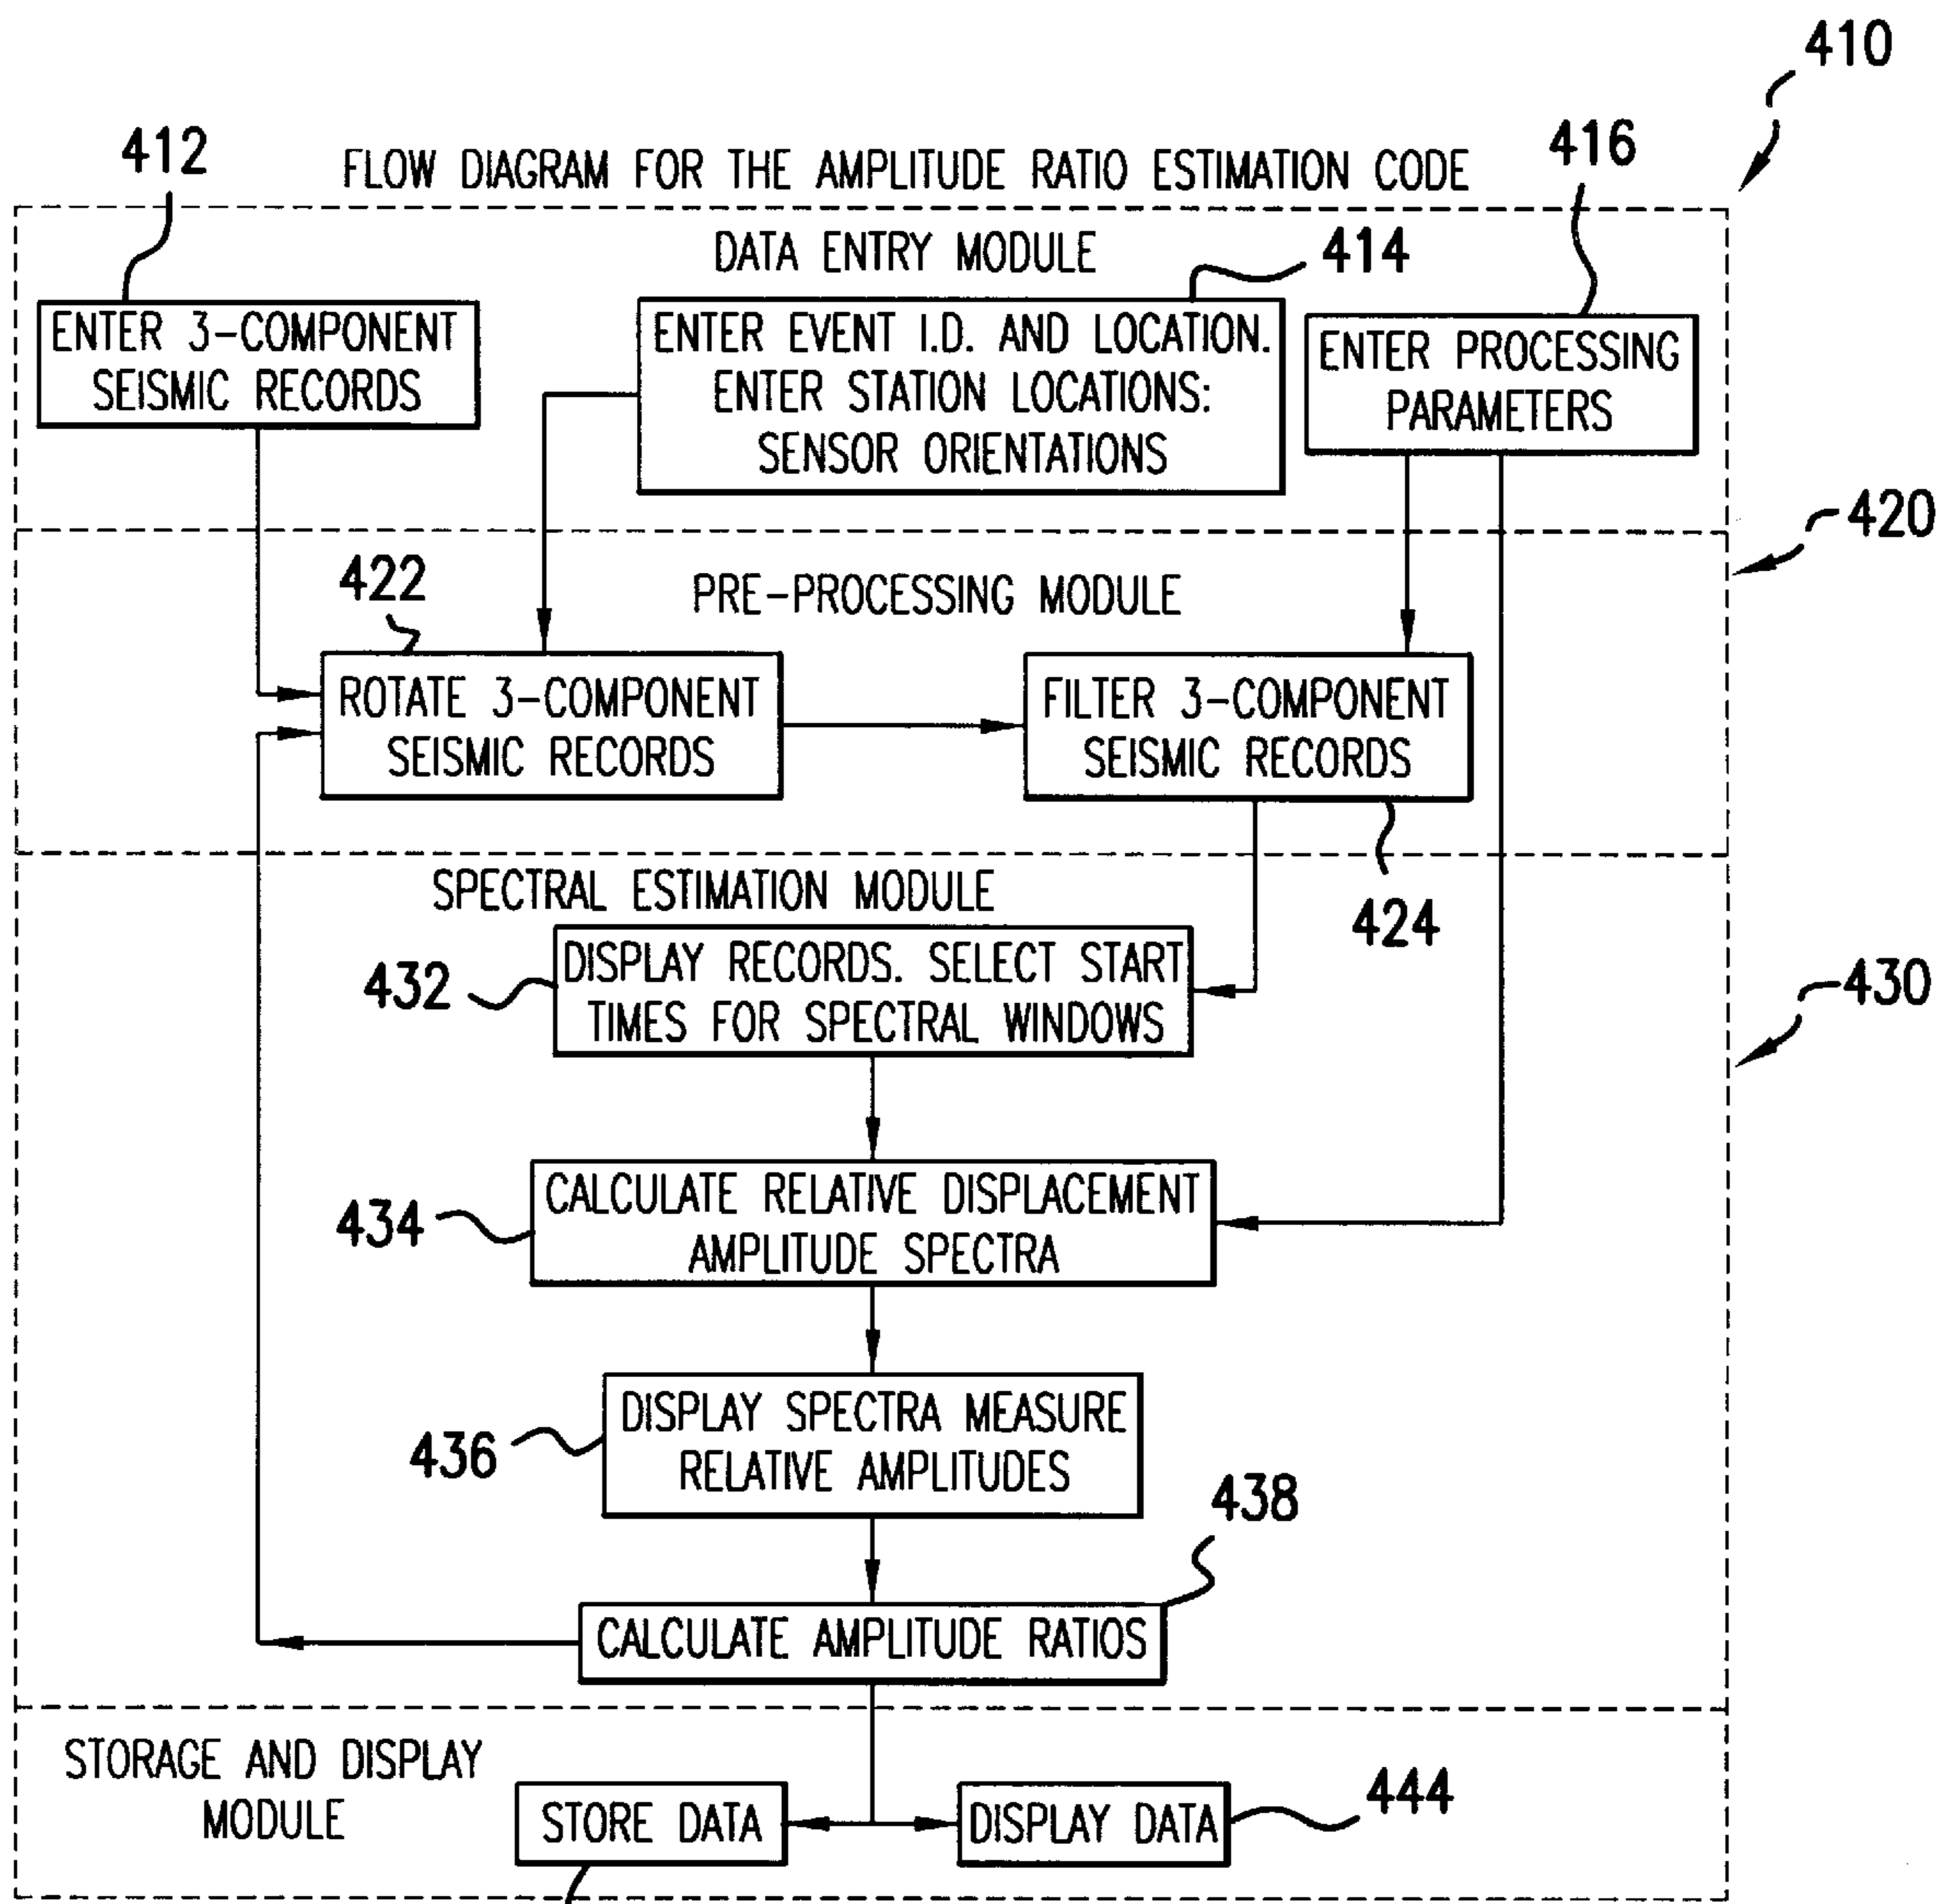 410
412
416
FLOW DIAGRAM FOR THE AMPLITUDE RATIO ESTIMATION CODE
DATA ENTRY MODULE
414
ENTER 3-COMPONENT
SEISMIC RECORDS
ENTER EVENT I.D. AND LOCATION.
ENTER STATION LOCATIONS:
SENSOR ORIENTATIONS
ENTER PROCESSING
PARAMETERS
420
422
PRE-PROCESSING MODULE
ROTATE 3-COMPONENT
SEISMIC RECORDS
FILTER 3-COMPONENT
SEISMIC RECORDS
424
SPECTRAL ESTIMATION MODULE
430
432
DISPLAY RECORDS. SELECT START
TIMES FOR SPECTRAL WINDOWS
434
CALCULATE RELATIVE DISPLACEMENT
AMPLITUDE SPECTRA
436
DISPLAY SPECTRA MEASURE
RELATIVE AMPLITUDES
438
CALCULATE AMPLITUDE RATIOS
STORAGE AND DISPLAY
MODULE
STORE DATA
DISPLAY DATA
444